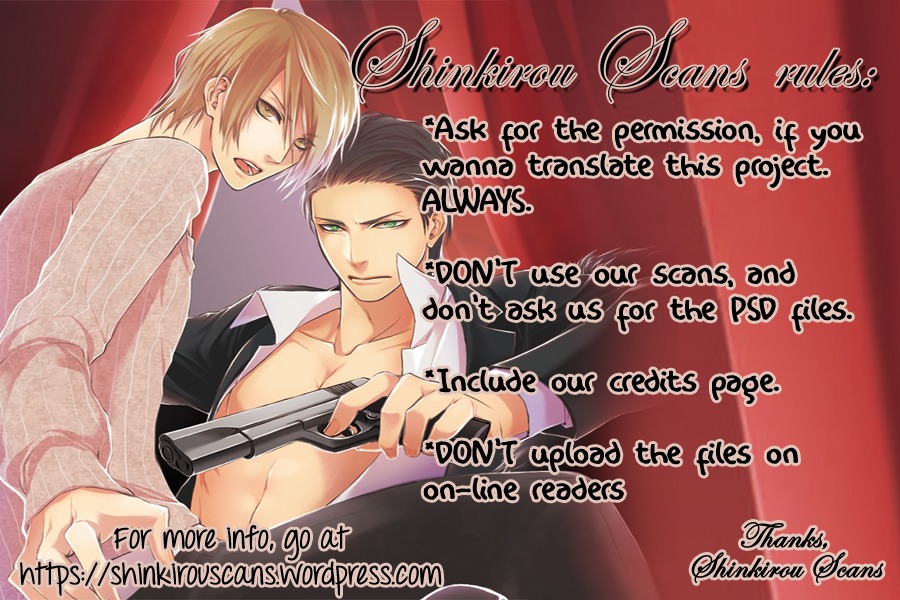 Shinkirou Scans rules:
*Ask for the permission, if you
wanna translate this project.
ALWAYS.
*DON'T use our scans, and
don't ask us for the PSD files.
*Include our credits page.
*DON'T upload the files on
on-line readers
For more info, go at
https://shinkirouscans.wordpress.com
Thanks,
Shinkirou Scans